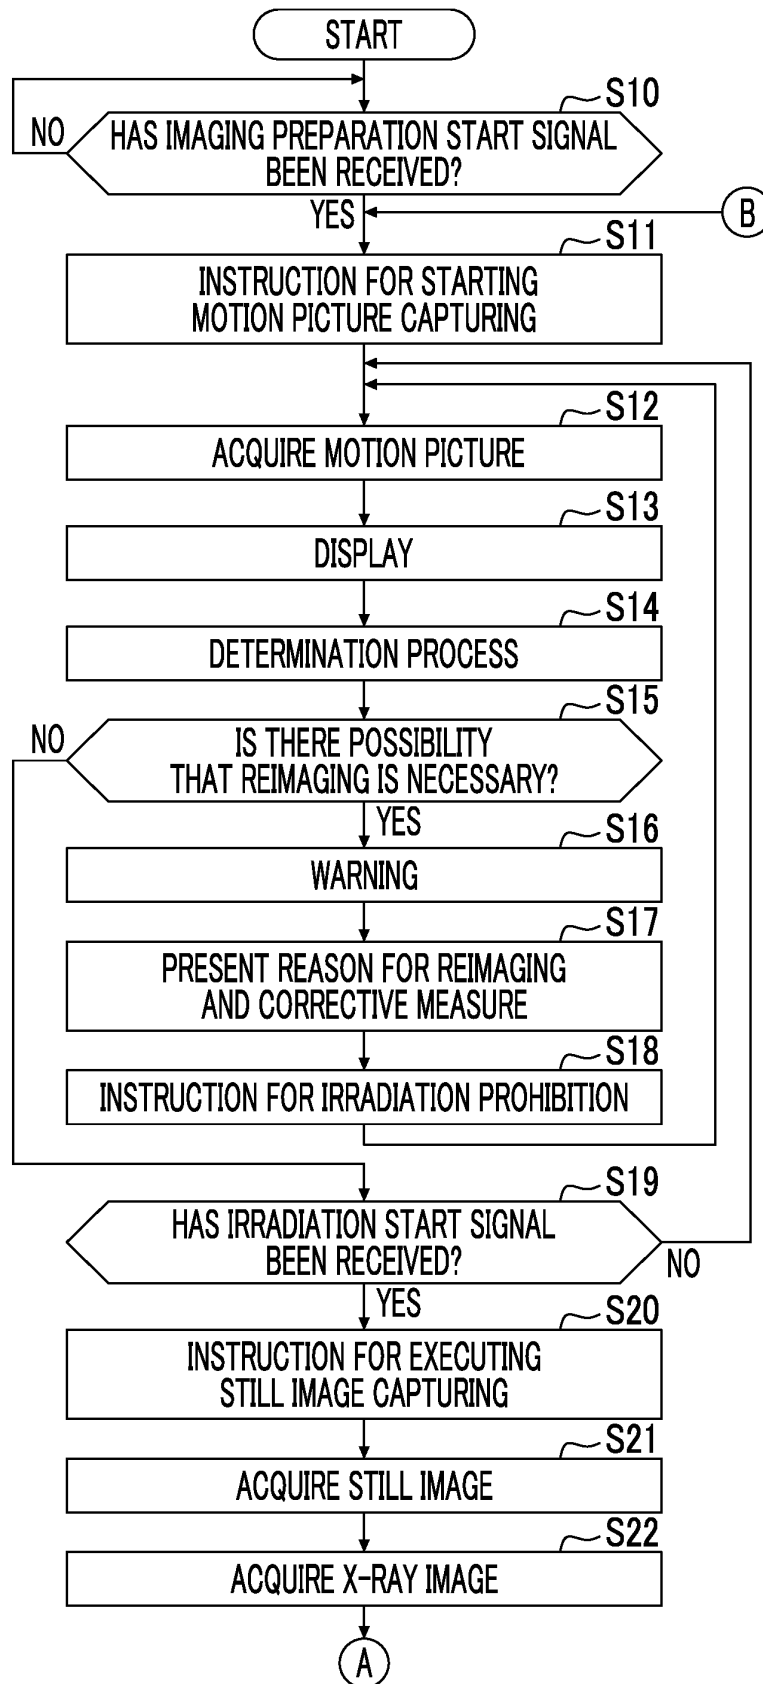 START
S10
NO
HAS IMAGING PREPARATION START SIGNAL
BEEN RECEIVED?
YES
B
S11
INSTRUCTION FOR STARTING
MOTION PICTURE CAPTURING
S12
ACQUIRE MOTION PICTURE
S13
DISPLAY
S14
DETERMINATION PROCESS
S15
NO
IS THERE POSSIBILITY
THAT REIMAGING IS NECESSARY?
YES
S16
WARNING
S17
PRESENT REASON FOR REIMAGING
AND CORRECTIVE MEASURE
S18
INSTRUCTION FOR IRRADIATION PROHIBITION
S19
HAS IRRADIATION START SIGNAL
BEEN RECEIVED?
NO
YES
S20
INSTRUCTION FOR EXECUTING
STILL IMAGE CAPTURING
S21
ACQUIRE STILL IMAGE
S22
ACQUIRE X-RAY IMAGE
A